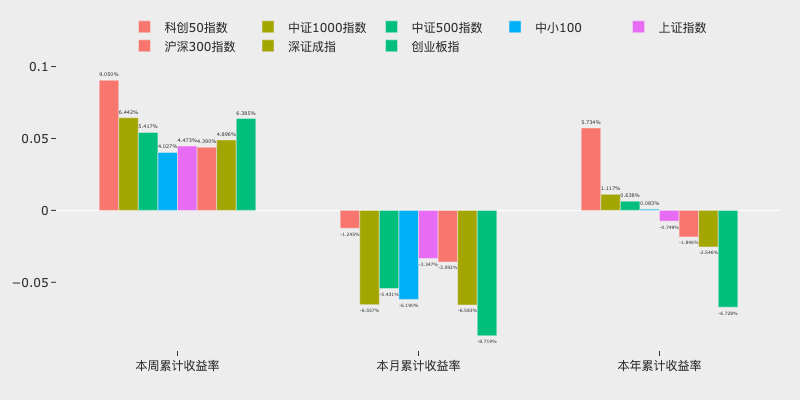 科创50指数 中证1000指数 中证500指数 中小100 上证指数
沪深300指数 深证成指 创业板指
0.1
9.050%
6.442% 5.417% 4.027% 4.473% 4.390% 4.896% 6.385%
5.734%
0.05
1.117% 0.638% 0.083%
0
-1.245% -6.557% -5.431% -6.190% -3.347% -3.592% -6.583% -8.719%
-0.749% -1.846% -2.546% -6.728%
−0.05
本周累计收益率 本月累计收益率 本年累计收益率